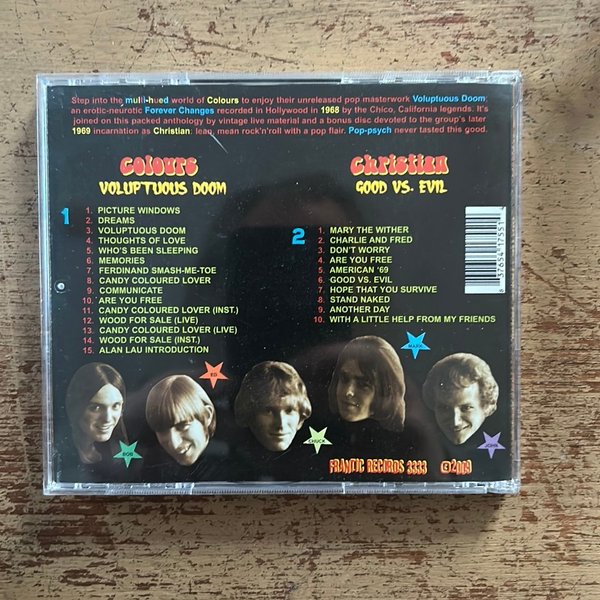 Step into the multi-hued world of Colours to enjoy their unreleased pop masterwork Voluptuous Doom;
an erotic-neurotic Forever Changes recorded in Hollywood in 1968 by the Chico, California legends. It's
joined on this packed anthology by vintage live material and a bonus disc devoted to the group's later
1969 incarnation as Christian: lean, mean rock'n'roll with a pop flair. Pop-psych never tasted this good.
Colours
VOLUPTUOUS DOOM
1
1. PICTURE WINDOWS
2. DREAMS
3. VOLUPTUOUS DOOM
4. THOUGHTS OF LOVE
5. WHO'S BEEN SLEEPING
6. MEMORIES
7. FERDINAND SMASH-ME-TOE
8. CANDY COLOURED LOVER
9. COMMUNICATE
10. ARE YOU FREE
11. CANDY COLOURED LOVER (INST.)
12. WOOD FOR SALE (LIVE)
13. CANDY COLOURED LOVER (LIVE)
14. WOOD FOR SALE (INST.)
15. ALAN LAU INTRODUCTION
Christian
GOOD VS. EVIL
2
1. MARY THE WITHER
2. CHARLIE AND FRED
3. DON'T WORRY
4. ARE YOU FREE
5. AMERICAN '69
6. GOOD VS. EVIL
7. HOPE THAT YOU SURVIVE
8. STAND NAKED
9. ANOTHER DAY
10. WITH A LITTLE HELP FROM MY FRIENDS
BOB
ED
CHUCK
MARK
JOHN
FRANTIC RECORDS 3333